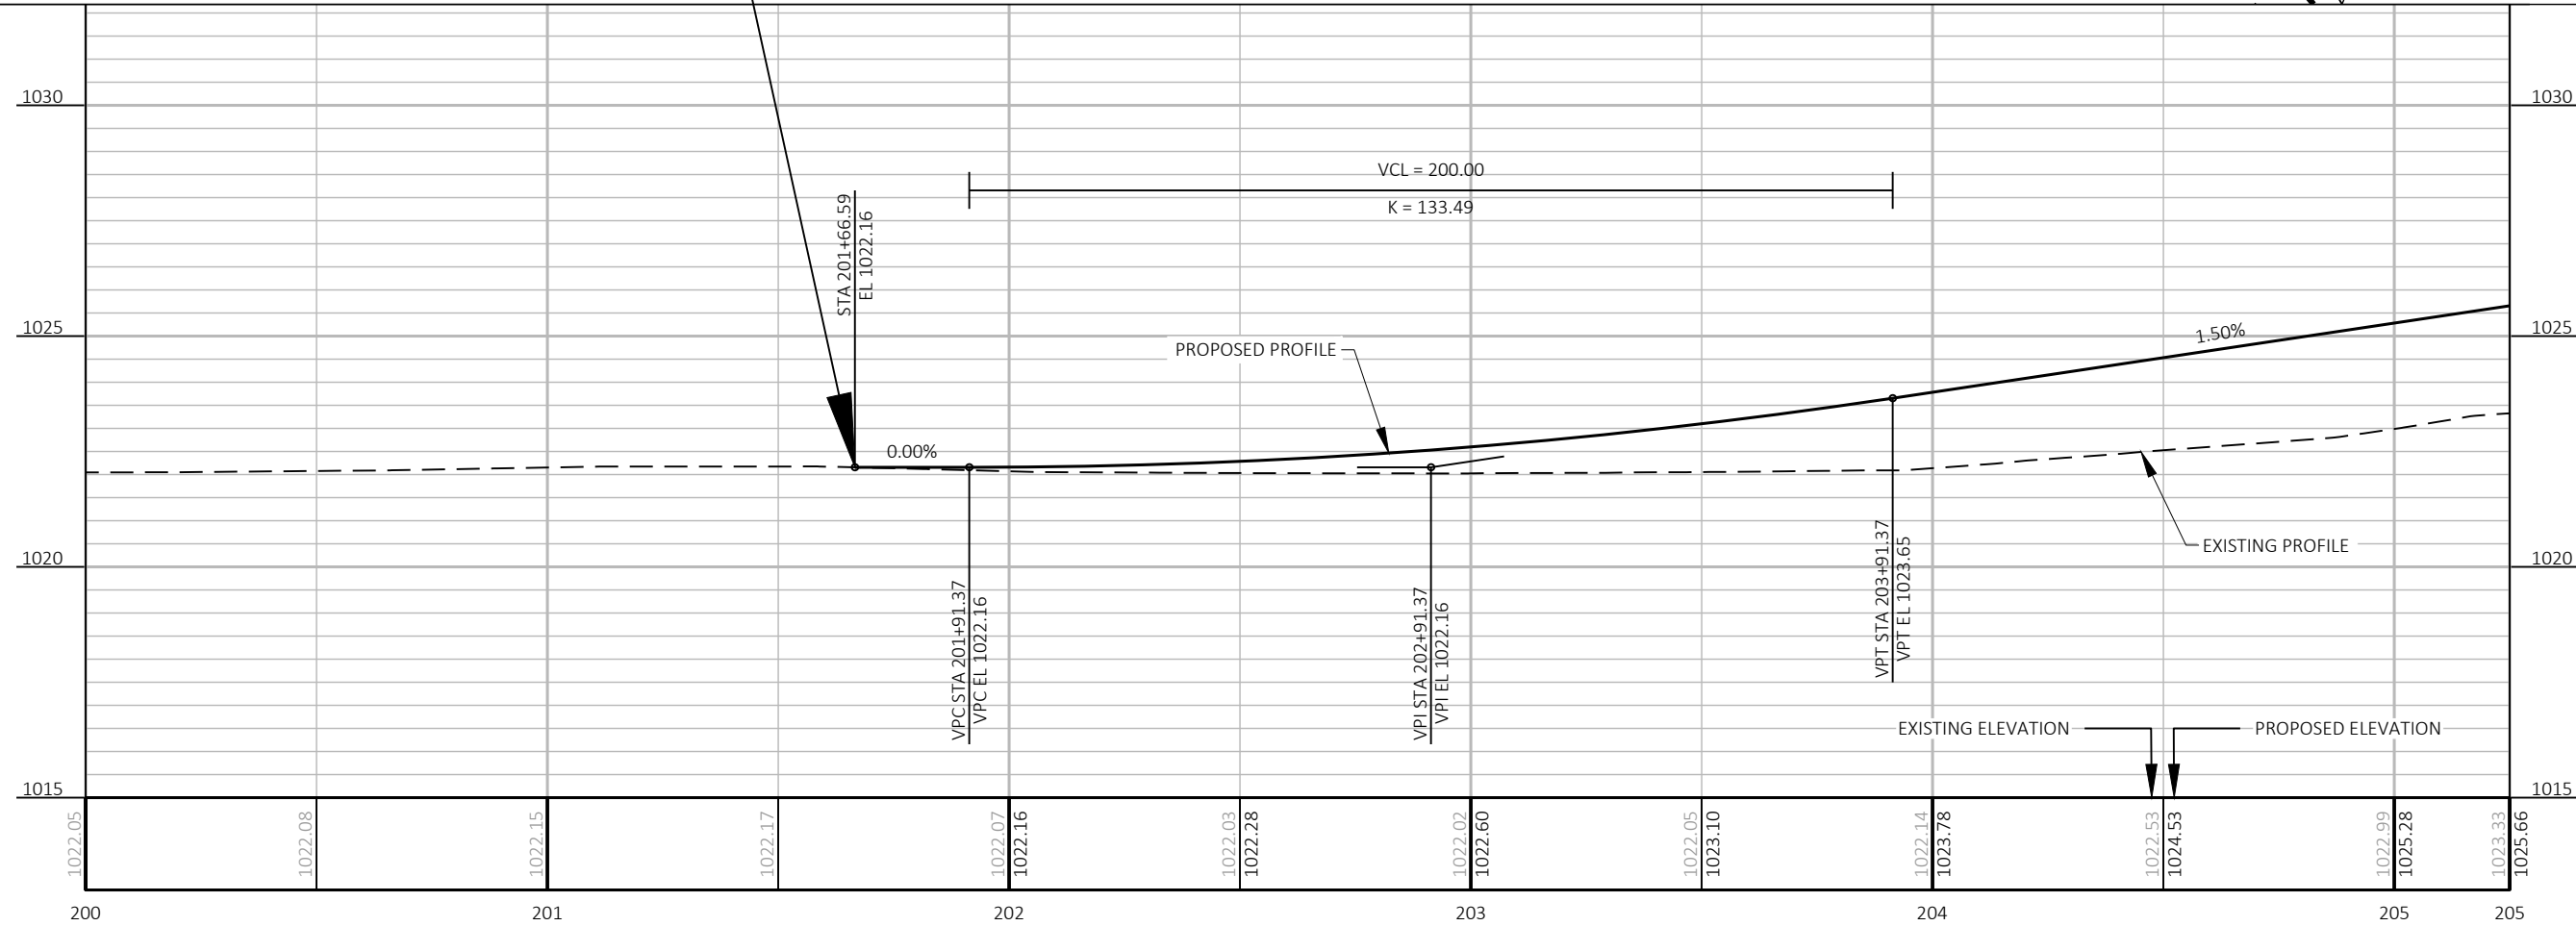 1030
1030
VCL = 200.00
K = 133.49
STA 201+66.59
EL 1022.16
1025
1025
1.50%
PROPOSED PROFILE
0.00%
1020
1020
EXISTING PROFILE
VPC STA 201+91.37
VPC EL 1022.16
VPI STA 202+91.37
VPI EL 1022.16
VPT STA 203+91.37
VPT EL 1023.65
EXISTING ELEVATION
PROPOSED ELEVATION
1015
1015
1022.05
1022.08
1022.15
1022.17
1022.07
1022.16
1022.03
1022.28
1022.02
1022.60
1022.05
1023.10
1022.14
1023.78
1022.53
1024.53
1022.99
1025.28
1023.33
1025.66
200
201
202
203
204
205
205